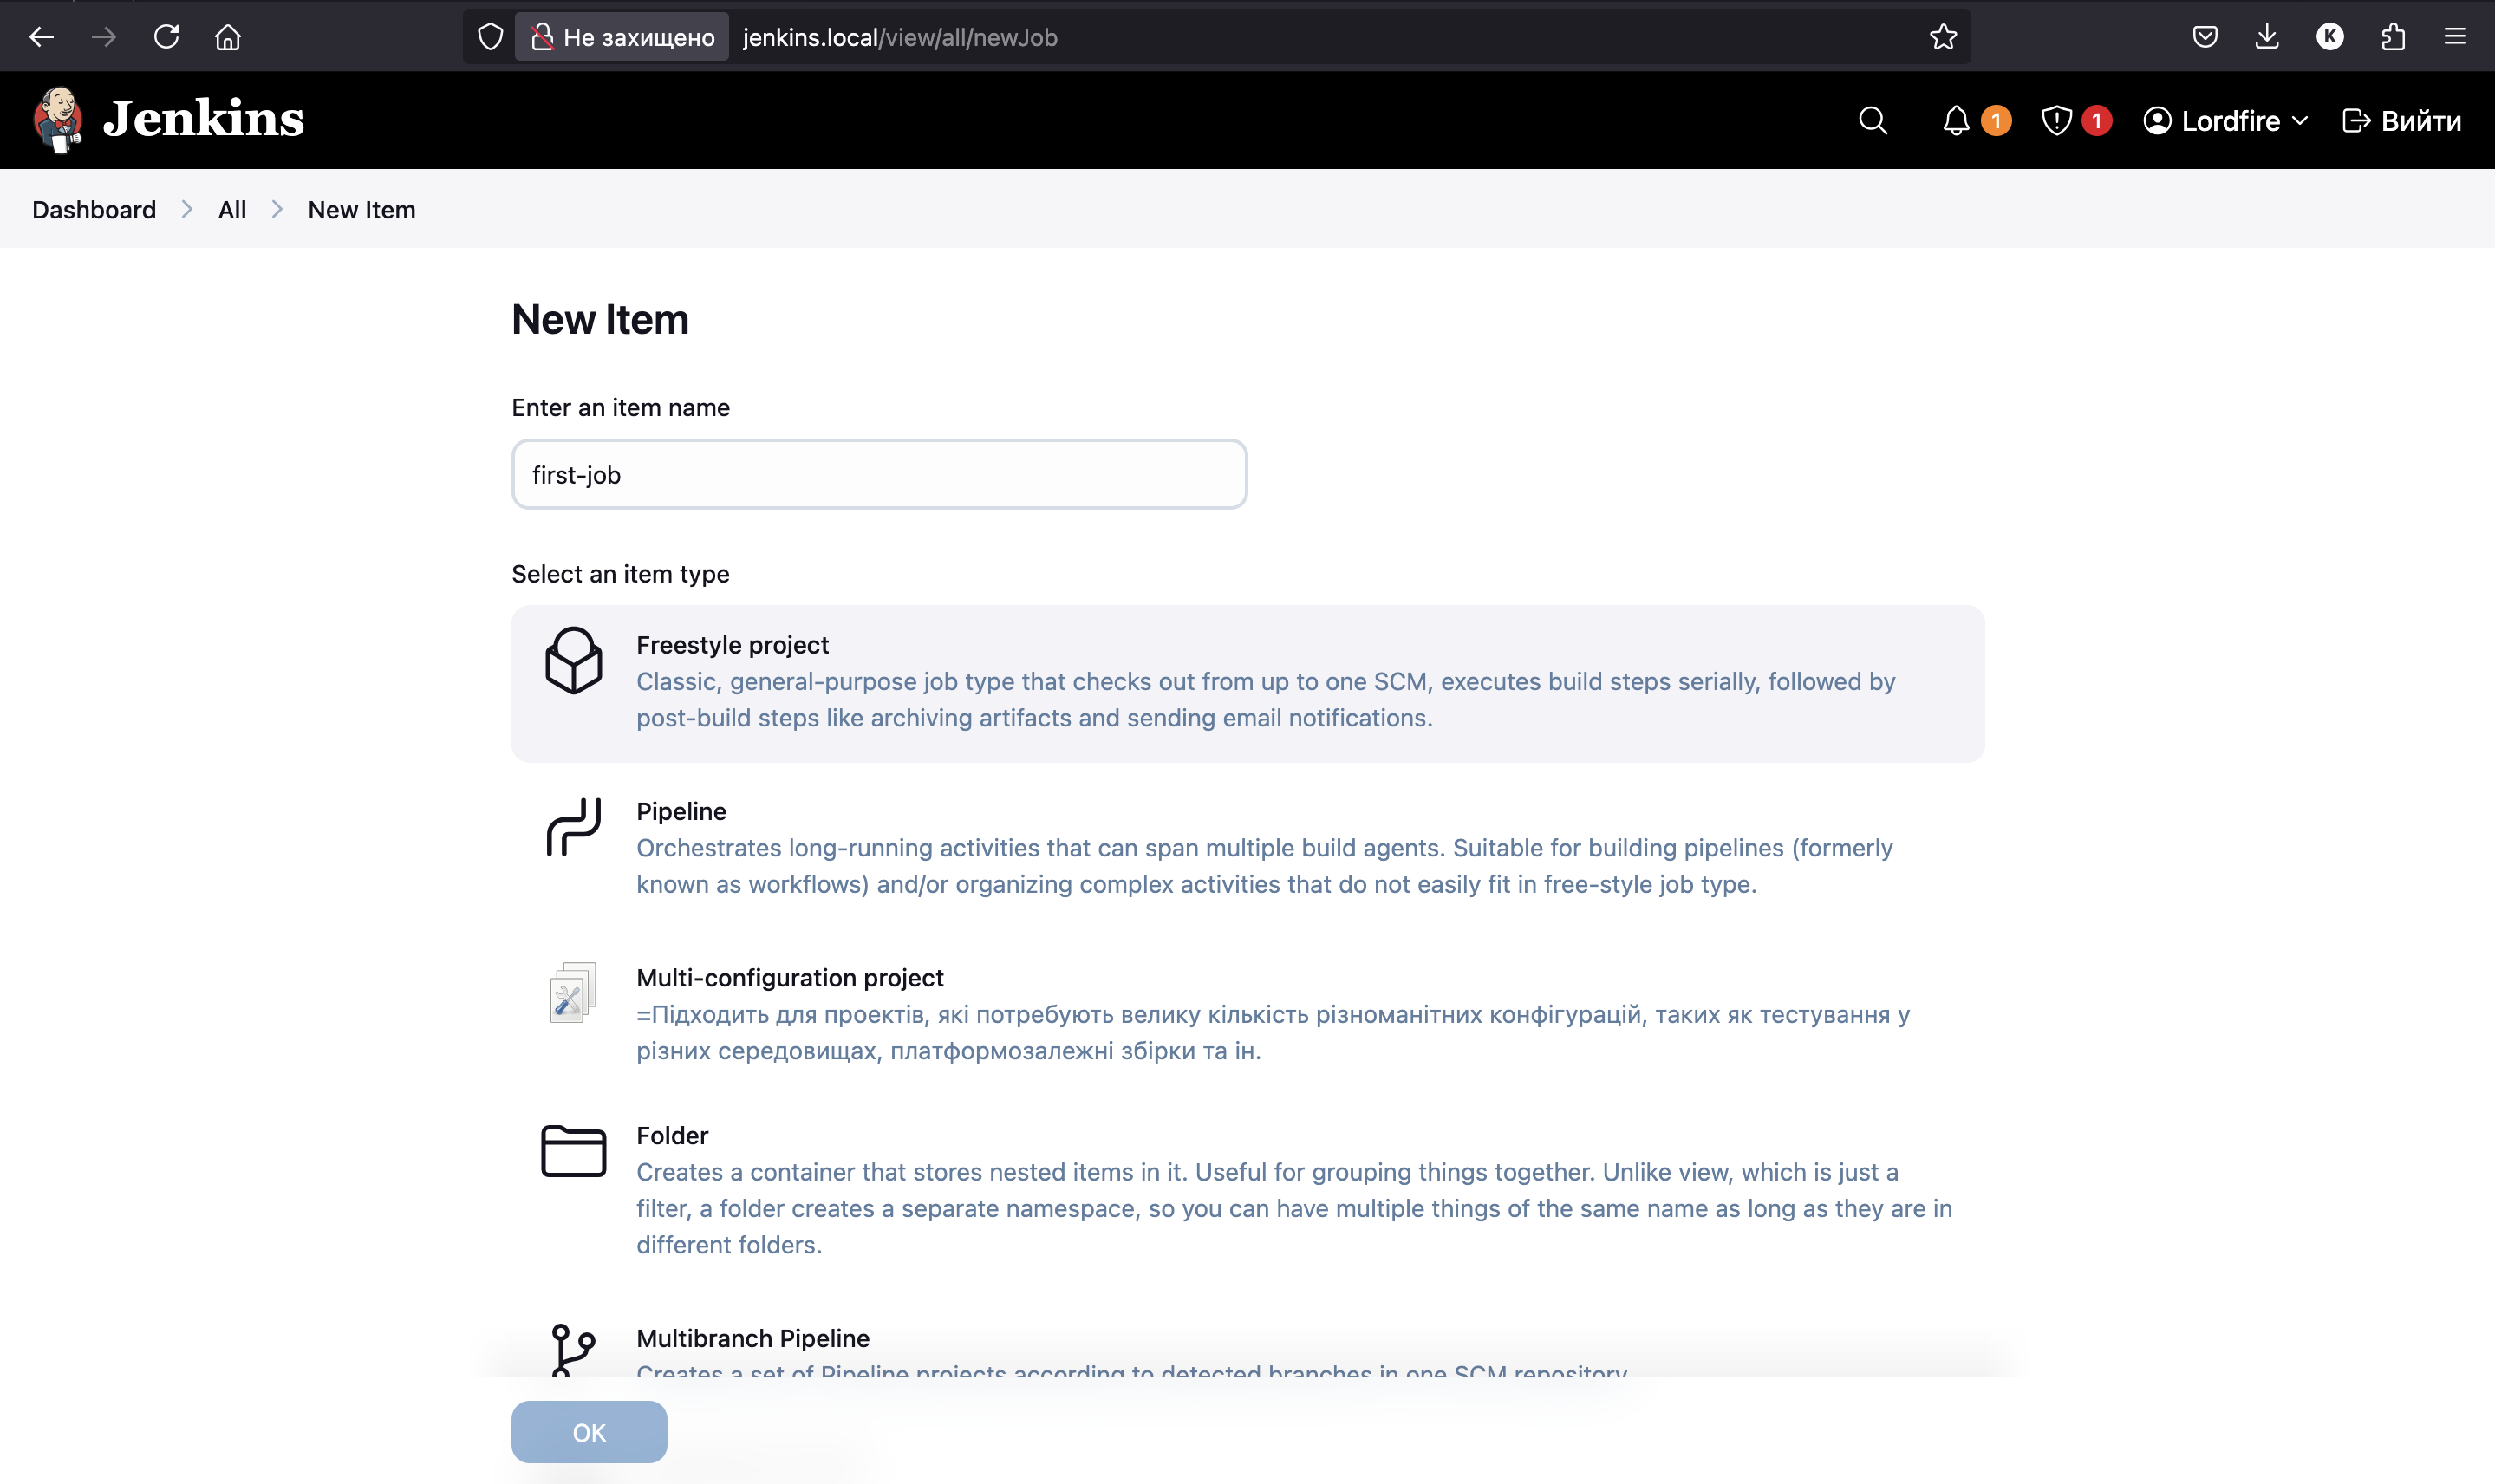 Не захищено jenkins.local/view/all/newJob
K
Jenkins
1
1
Lordfire
Выйти
Dashboard
All
New Item
New Item
Enter an item name
first-job
Select an item type
Freestyle project
Classic, general-purpose job type that checks out from up to one SCM, executes build steps serially, followed by
post-build steps like archiving artifacts and sending email notifications.
Pipeline
Orchestrates long-running activities that can span multiple build agents. Suitable for building pipelines (formerly
known as workflows) and/or organizing complex activities that do not easily fit in free-style job type.
Multi-configuration project
=Підходить для проектів, які потребують велику кількість різноманітних конфігурацій, таких як тестування у
різних середовищах, платформозалежні збірки та ін.
Folder
Creates a container that stores nested items in it. Useful for grouping things together. Unlike view, which is just a
filter, a folder creates a separate namespace, so you can have multiple things of the same name as long as they are in
different folders.
Multibranch Pipeline
Creates a set of Pipeline projects according to detected branches in one SCM repository.
OK